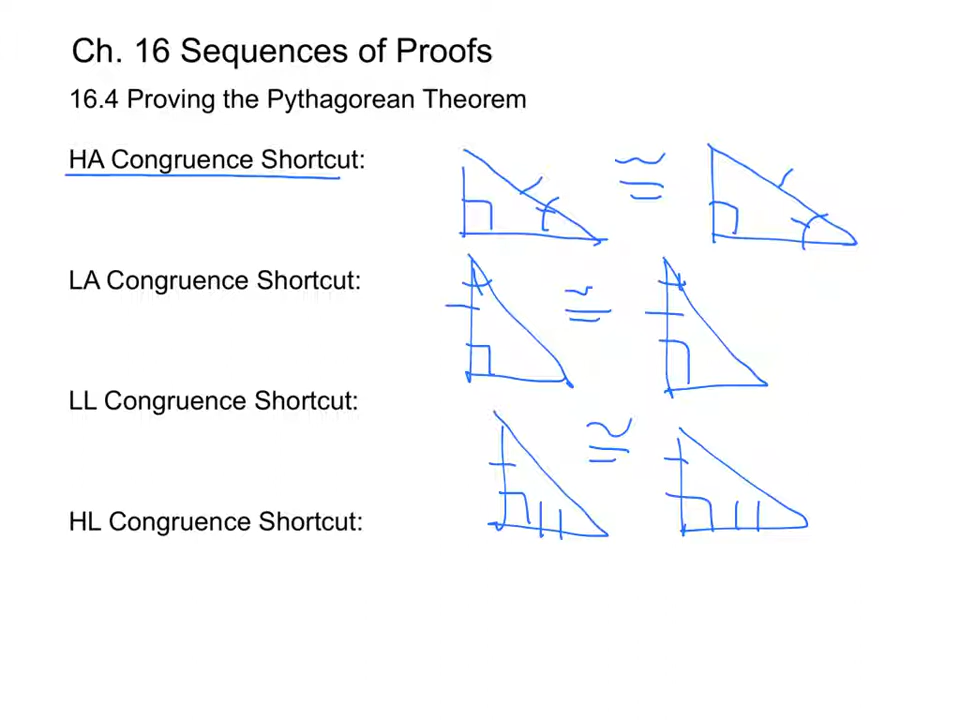 Ch. 16 Sequences of Proofs
16.4 Proving the Pythagorean Theorem
HA Congruence Shortcut:
≅
LA Congruence Shortcut:
≅
LL Congruence Shortcut:
≅
HL Congruence Shortcut: